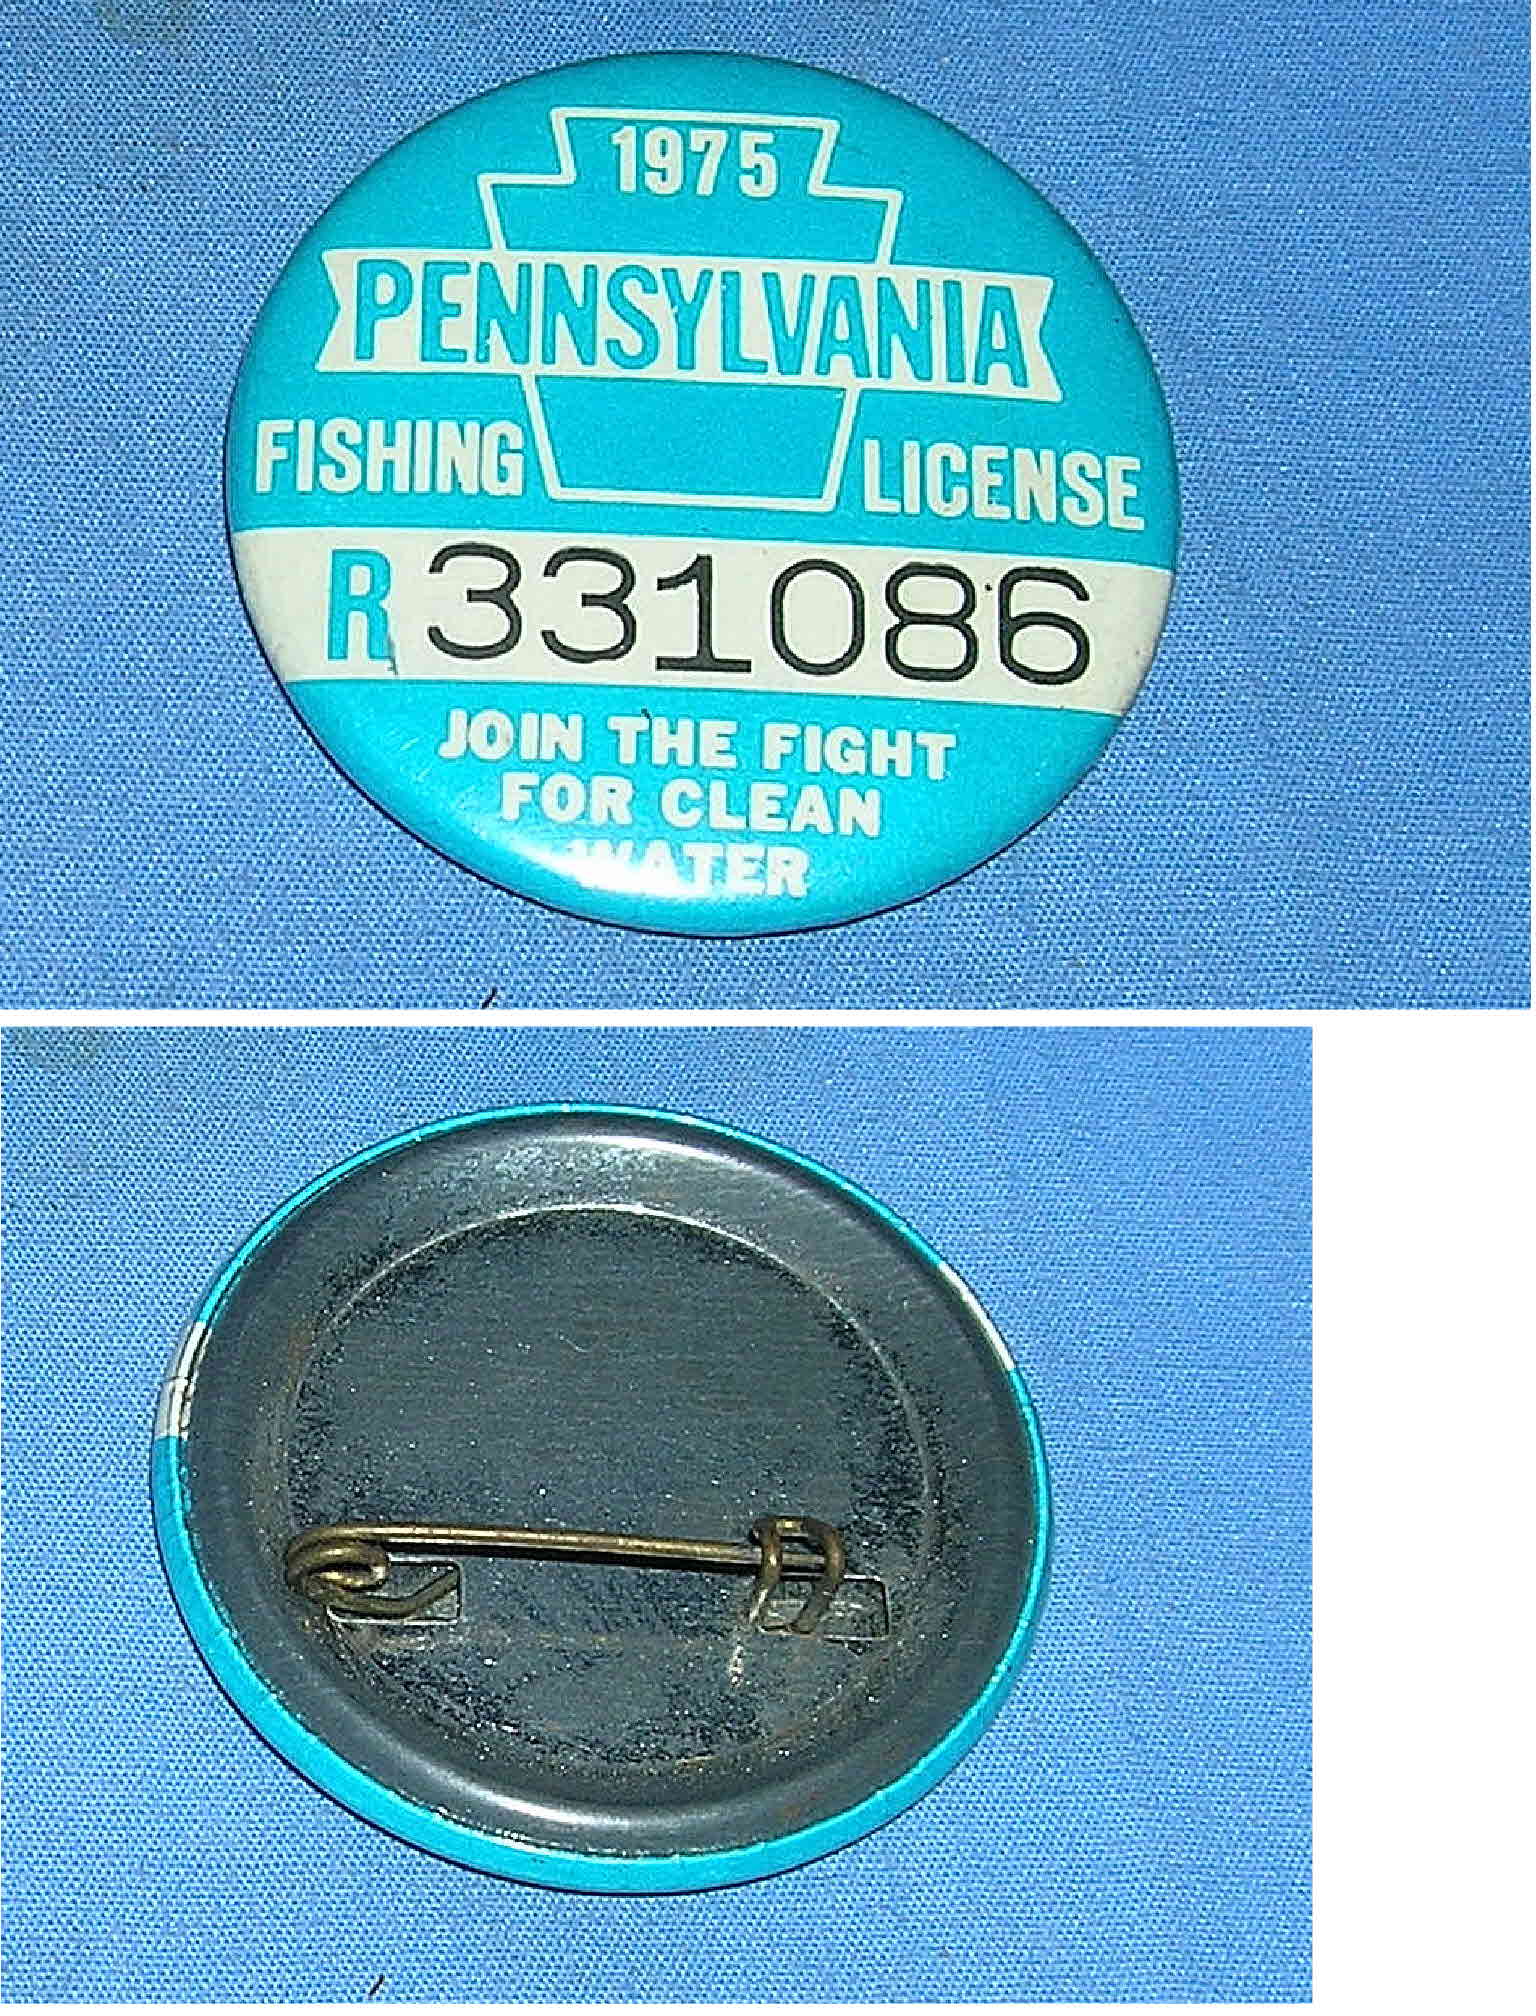 1975
PENNSYLVANIA
FISHING LICENSE
R 331086
JOIN THE FIGHT
FOR CLEAN
WATER